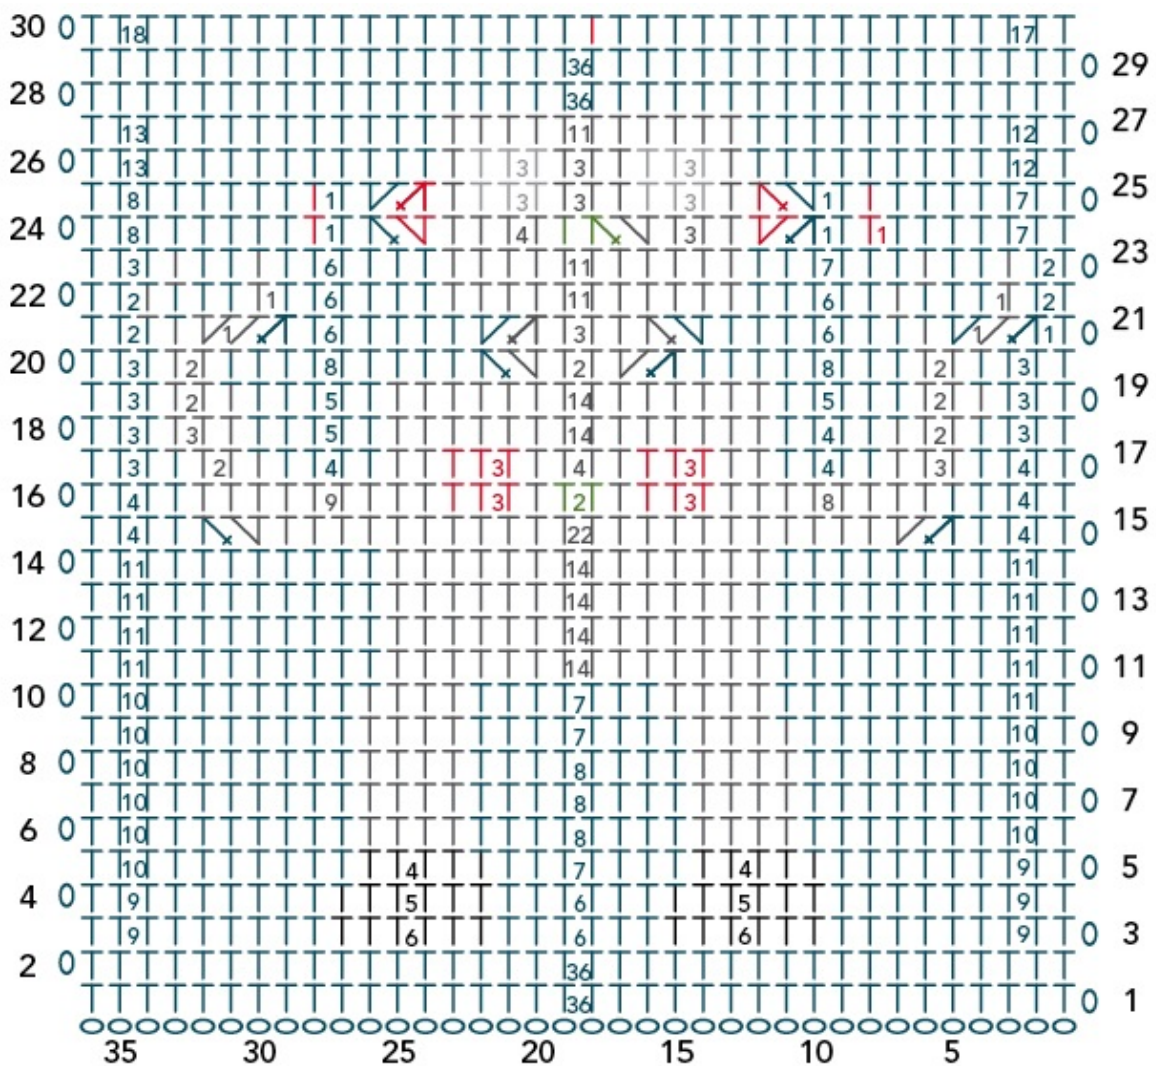 30 0 18 17
36 0 29
28 0 36
13 11 12 27
26 0 13 3 3 3 12
8 1 3 3 3 1 7 0 25
24 0 8 1 4 3 1 1 7
3 6 11 7 2 0 23
22 0 2 1 6 11 6 1 2
2 1 6 3 6 1 1 0 21
20 0 3 2 8 2 8 2 3
3 2 5 14 5 2 3 0 19
18 0 3 3 5 14 4 2 3
3 2 4 3 4 3 4 3 4 0 17
16 0 4 9 3 2 3 8 4
4 22 4 0 15
14 0 11 14 11
11 14 11 0 13
12 0 11 14 11
11 14 11 0 11
10 0 10 7 11
10 7 10 0 9
8 0 10 8 10
10 8 10 0 7
6 0 10 8 10
10 4 7 4 9 0 5
4 0 9 5 6 5 9
9 6 6 6 9 0 3
2 0 36
36 0 1
35 30 25 20 15 10 5